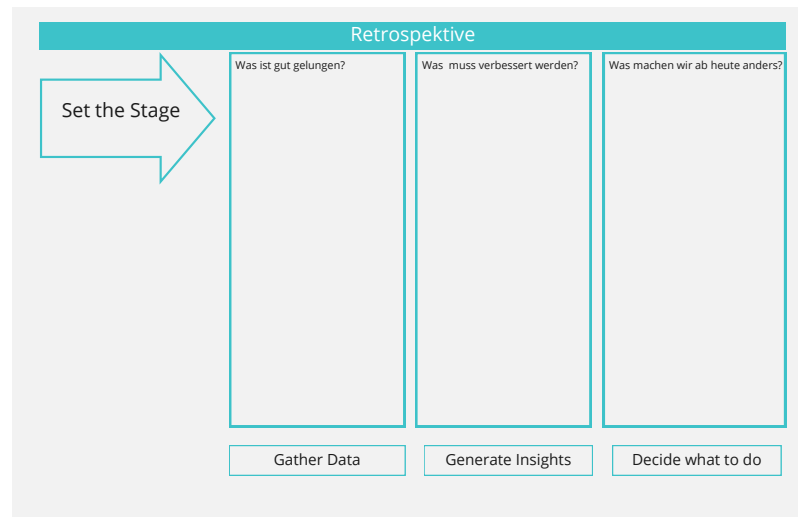 Retrospektive
Set the Stage
Was ist gut gelungen?
Was muss verbessert werden?
Was machen wir ab heute anders?
Gather Data
Generate Insights
Decide what to do